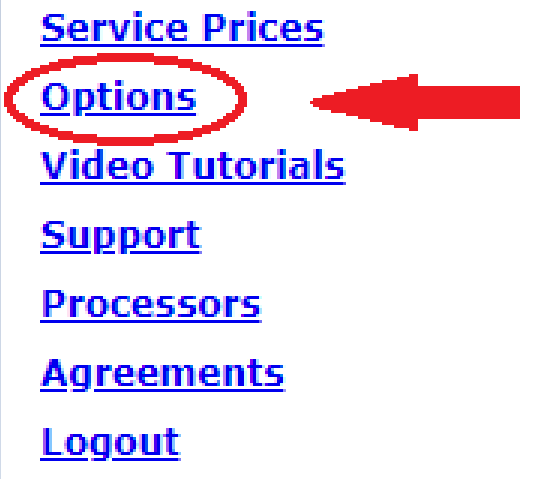 Service Prices
Options
Video Tutorials
Support
Processors
Agreements
Logout